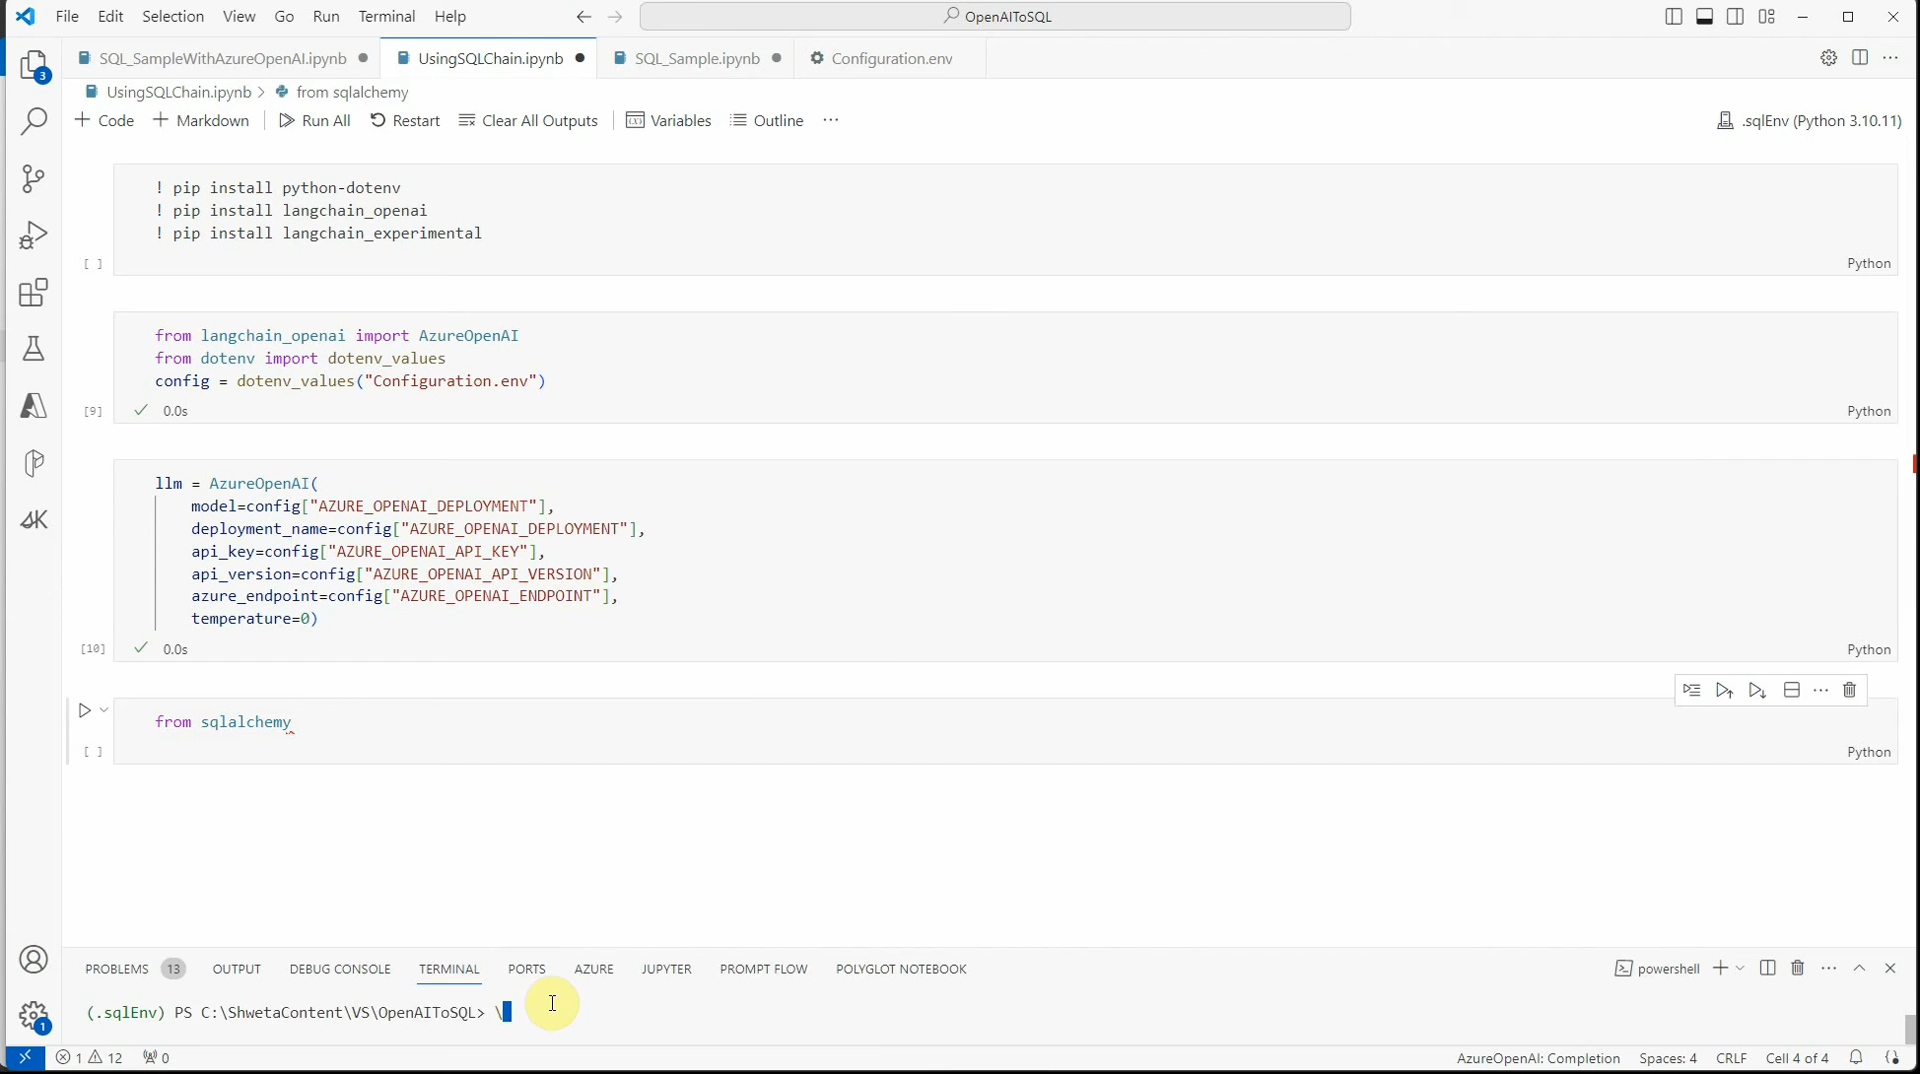 File Edit Selection View Go Run Terminal Help
OpenAIToSQL
SQL_SampleWithAzureOpenAI.ipynb
UsingSQLChain.ipynb
SQL_Sample.ipynb
Configuration.env
3
UsingSQLChain.ipynb > from sqlalchemy
+ Code + Markdown Run All Restart Clear All Outputs Variables Outline ...
.sqlEnv (Python 3.10.11)
! pip install python-dotenv
! pip install langchain_openai
! pip install langchain_experimental
[ ]
Python
from langchain_openai import AzureOpenAI
from dotenv import dotenv_values
config = dotenv_values("Configuration.env")
[9] ✓ 0.0s
Python
llm = AzureOpenAI(
model=config["AZURE_OPENAI_DEPLOYMENT"],
deployment_name=config["AZURE_OPENAI_DEPLOYMENT"],
api_key=config["AZURE_OPENAI_API_KEY"],
api_version=config["AZURE_OPENAI_API_VERSION"],
azure_endpoint=config["AZURE_OPENAI_ENDPOINT"],
temperature=0)
[10] ✓ 0.0s
Python
from sqlalchemy
[ ]
Python
PROBLEMS 13 OUTPUT DEBUG CONSOLE TERMINAL PORTS AZURE JUPYTER PROMPT FLOW POLYGLOT NOTEBOOK
powershell
(.sqlEnv) PS C:\ShwetaContent\VS\OpenAIToSQL> \
1
1 12 0
AzureOpenAI: Completion Spaces: 4 CRLF Cell 4 of 4